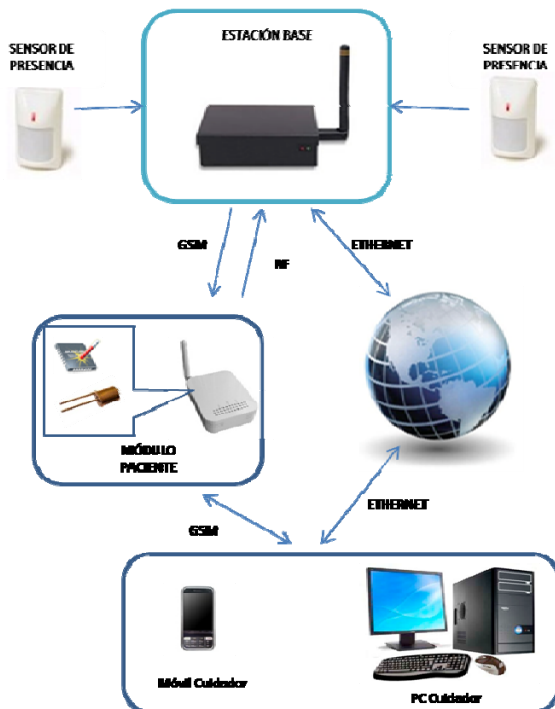 ESTACIÓN BASE
SENSOR DE
PRESENCIA
SENSOR DE
PRESENCIA
GSM
RF
ETHERNET
MÓDULO
PACIENTE
GSM
ETHERNET
Móvil Cuidador
PC Cuidador